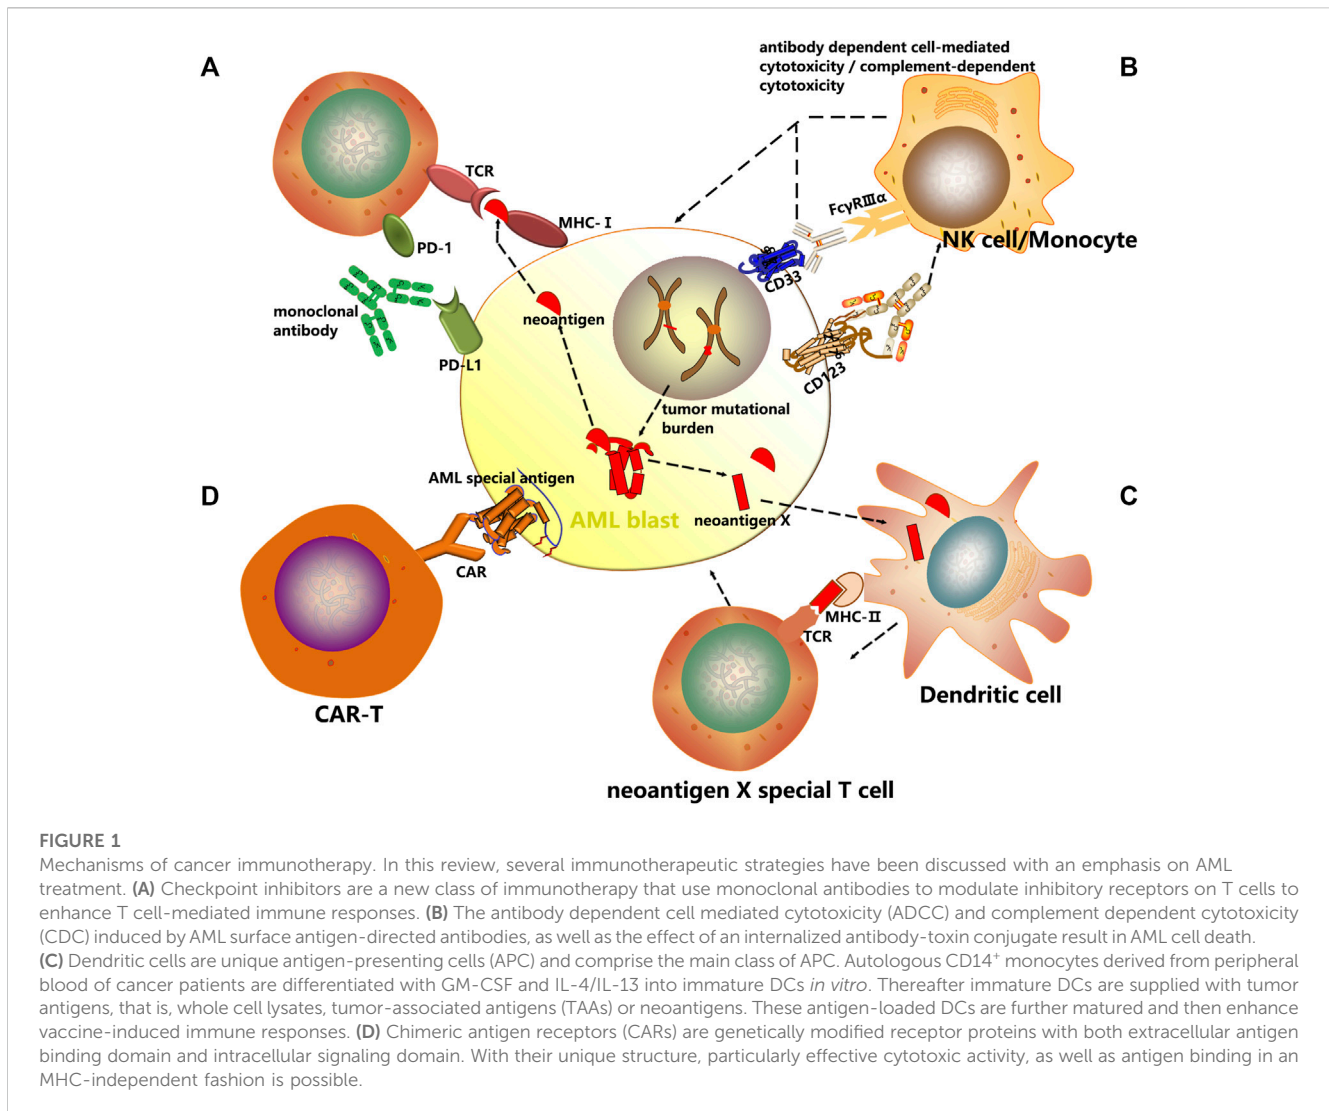 A
antibody dependent cell-mediated
cytotoxicity / complement-dependent
cytotoxicity
B
TCR
MHC- I
PD-1
FcγRIIIα
NK cell/Monocyte
CD33
monoclonal
antibody
neoantigen
PD-L1
CD123
tumor mutational
burden
D
AML special antigen
AML blast
neoantigen X
C
CAR
MHC-II
TCR
Dendritic cell
CAR-T
neoantigen X special T cell
FIGURE 1
Mechanisms of cancer immunotherapy. In this review, several immunotherapeutic strategies have been discussed with an emphasis on AML
treatment. (A) Checkpoint inhibitors are a new class of immunotherapy that use monoclonal antibodies to modulate inhibitory receptors on T cells to
enhance T cell-mediated immune responses. (B) The antibody dependent cell mediated cytotoxicity (ADCC) and complement dependent cytotoxicity
(CDC) induced by AML surface antigen-directed antibodies, as well as the effect of an internalized antibody-toxin conjugate result in AML cell death.
(C) Dendritic cells are unique antigen-presenting cells (APC) and comprise the main class of APC. Autologous CD14⁺ monocytes derived from peripheral
blood of cancer patients are differentiated with GM-CSF and IL-4/IL-13 into immature DCs in vitro. Thereafter immature DCs are supplied with tumor
antigens, that is, whole cell lysates, tumor-associated antigens (TAAs) or neoantigens. These antigen-loaded DCs are further matured and then enhance
vaccine-induced immune responses. (D) Chimeric antigen receptors (CARs) are genetically modified receptor proteins with both extracellular antigen
binding domain and intracellular signaling domain. With their unique structure, particularly effective cytotoxic activity, as well as antigen binding in an
MHC-independent fashion is possible.